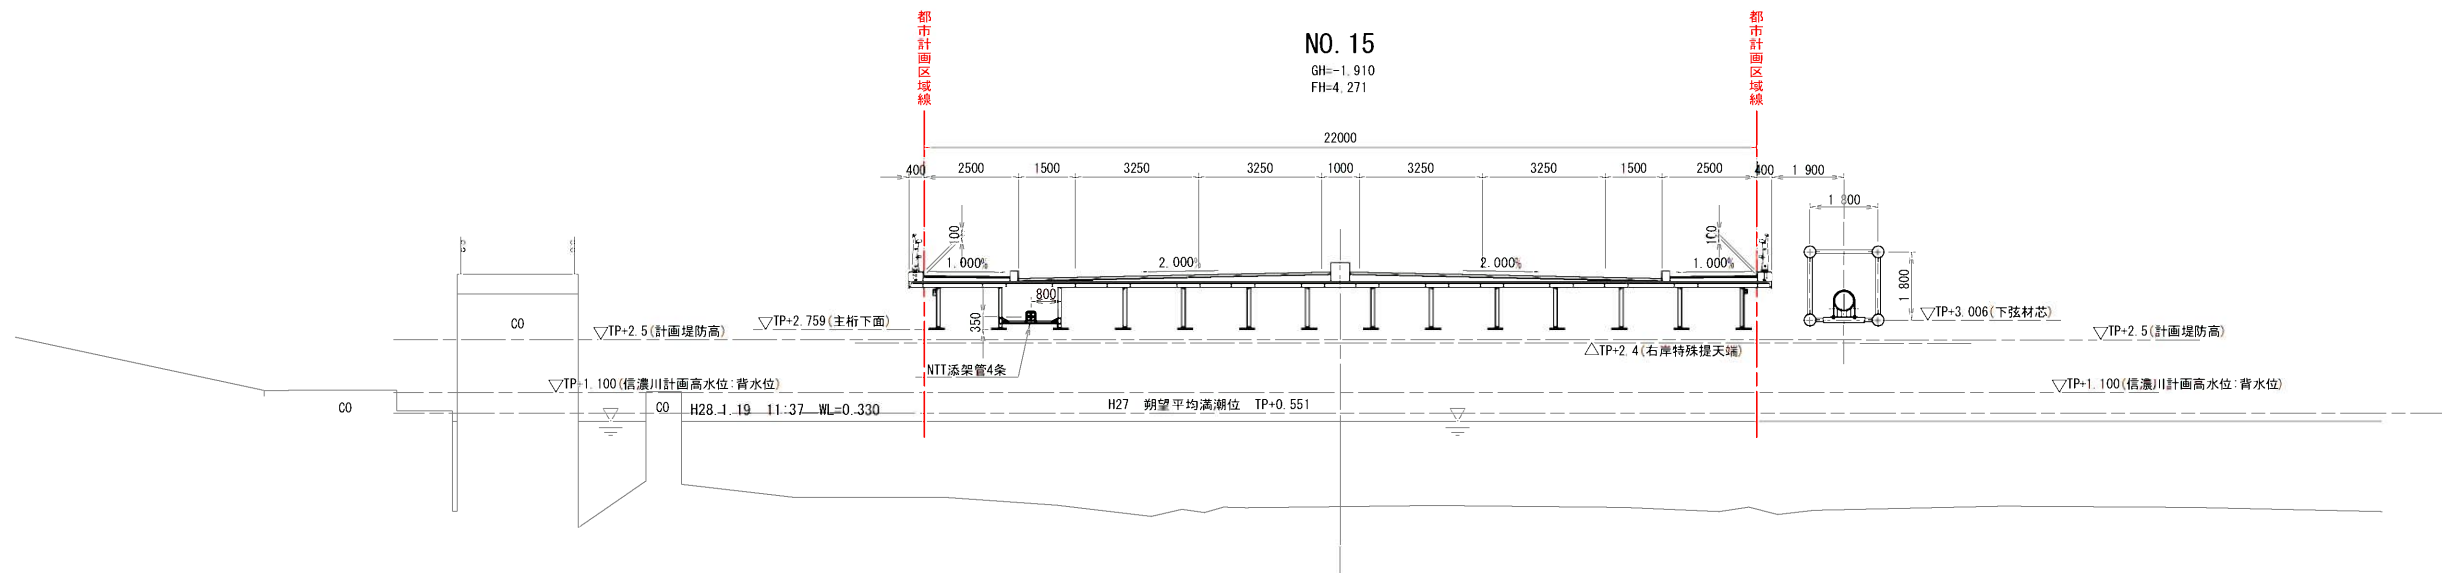 都市計画区域線
都市計画区域線
NO.15
GH=-1.910
FH=4.271
22000
400 2500 1500 3250 3250 1000 3250 3250 1500 2500 400 1 900
1 800
100
100
1.000% 2.000% 2.000% 1.000%
1 800
800
350
CO
▽TP+2.5(計画堤防高)
▽TP+2.759(主桁下面)
▽TP+3.006(下弦材芯)
▽TP+2.5(計画堤防高)
△TP+2.4(右岸特殊提天端)
NTT添架管4条
▽TP+1.100(信濃川計画高水位:背水位)
▽TP+1.100(信濃川計画高水位:背水位)
CO
CO
H28.1.19 11:37 WL=0.330
H27 朔望平均満潮位 TP+0.551